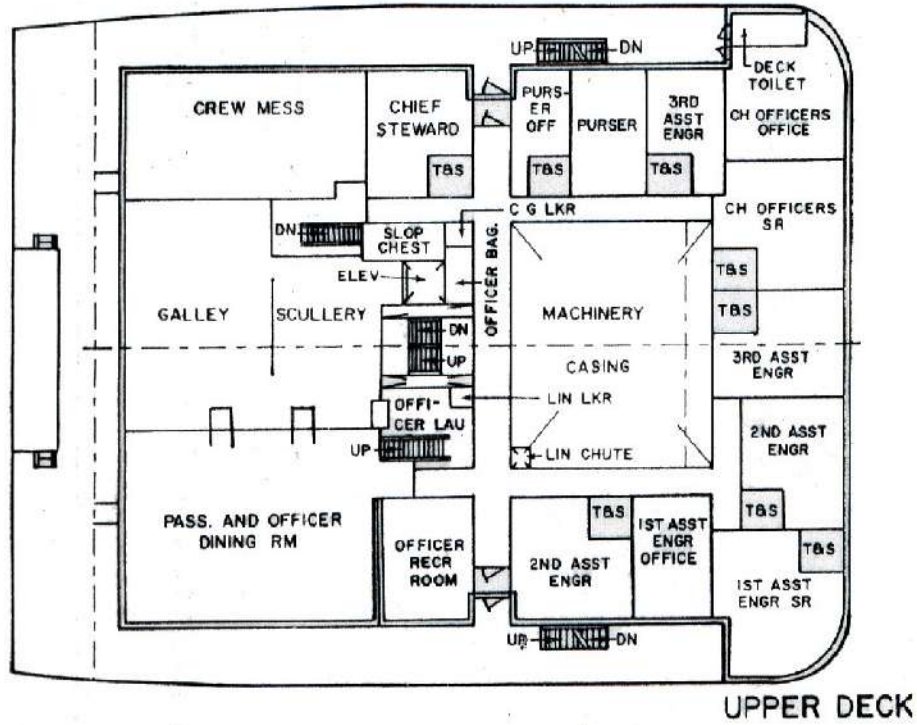 UP
DN
DECK
TOILET
CREW MESS
CHIEF
STEWARD
PURS-
ER
OFF
PURSER
3RD
ASST
ENGR
CH OFFICERS
OFFICE
T&S
T&S
T&S
C G LKR
CH OFFICERS
SR
DN
SLOP
CHEST
OFFICER BAG.
ELEV
T&S
T&S
GALLEY
SCULLERY
MACHINERY
CASING
DN
UP
3RD ASST
ENGR
LIN LKR
OFFI-
CER LAU
UP
LIN CHUTE
2ND ASST
ENGR
T&S
T&S
PASS. AND OFFICER
DINING RM
OFFICER
RECR
ROOM
2ND ASST
ENGR
1ST ASST
ENGR
OFFICE
T&S
1ST ASST
ENGR SR
UP
DN
UPPER DECK